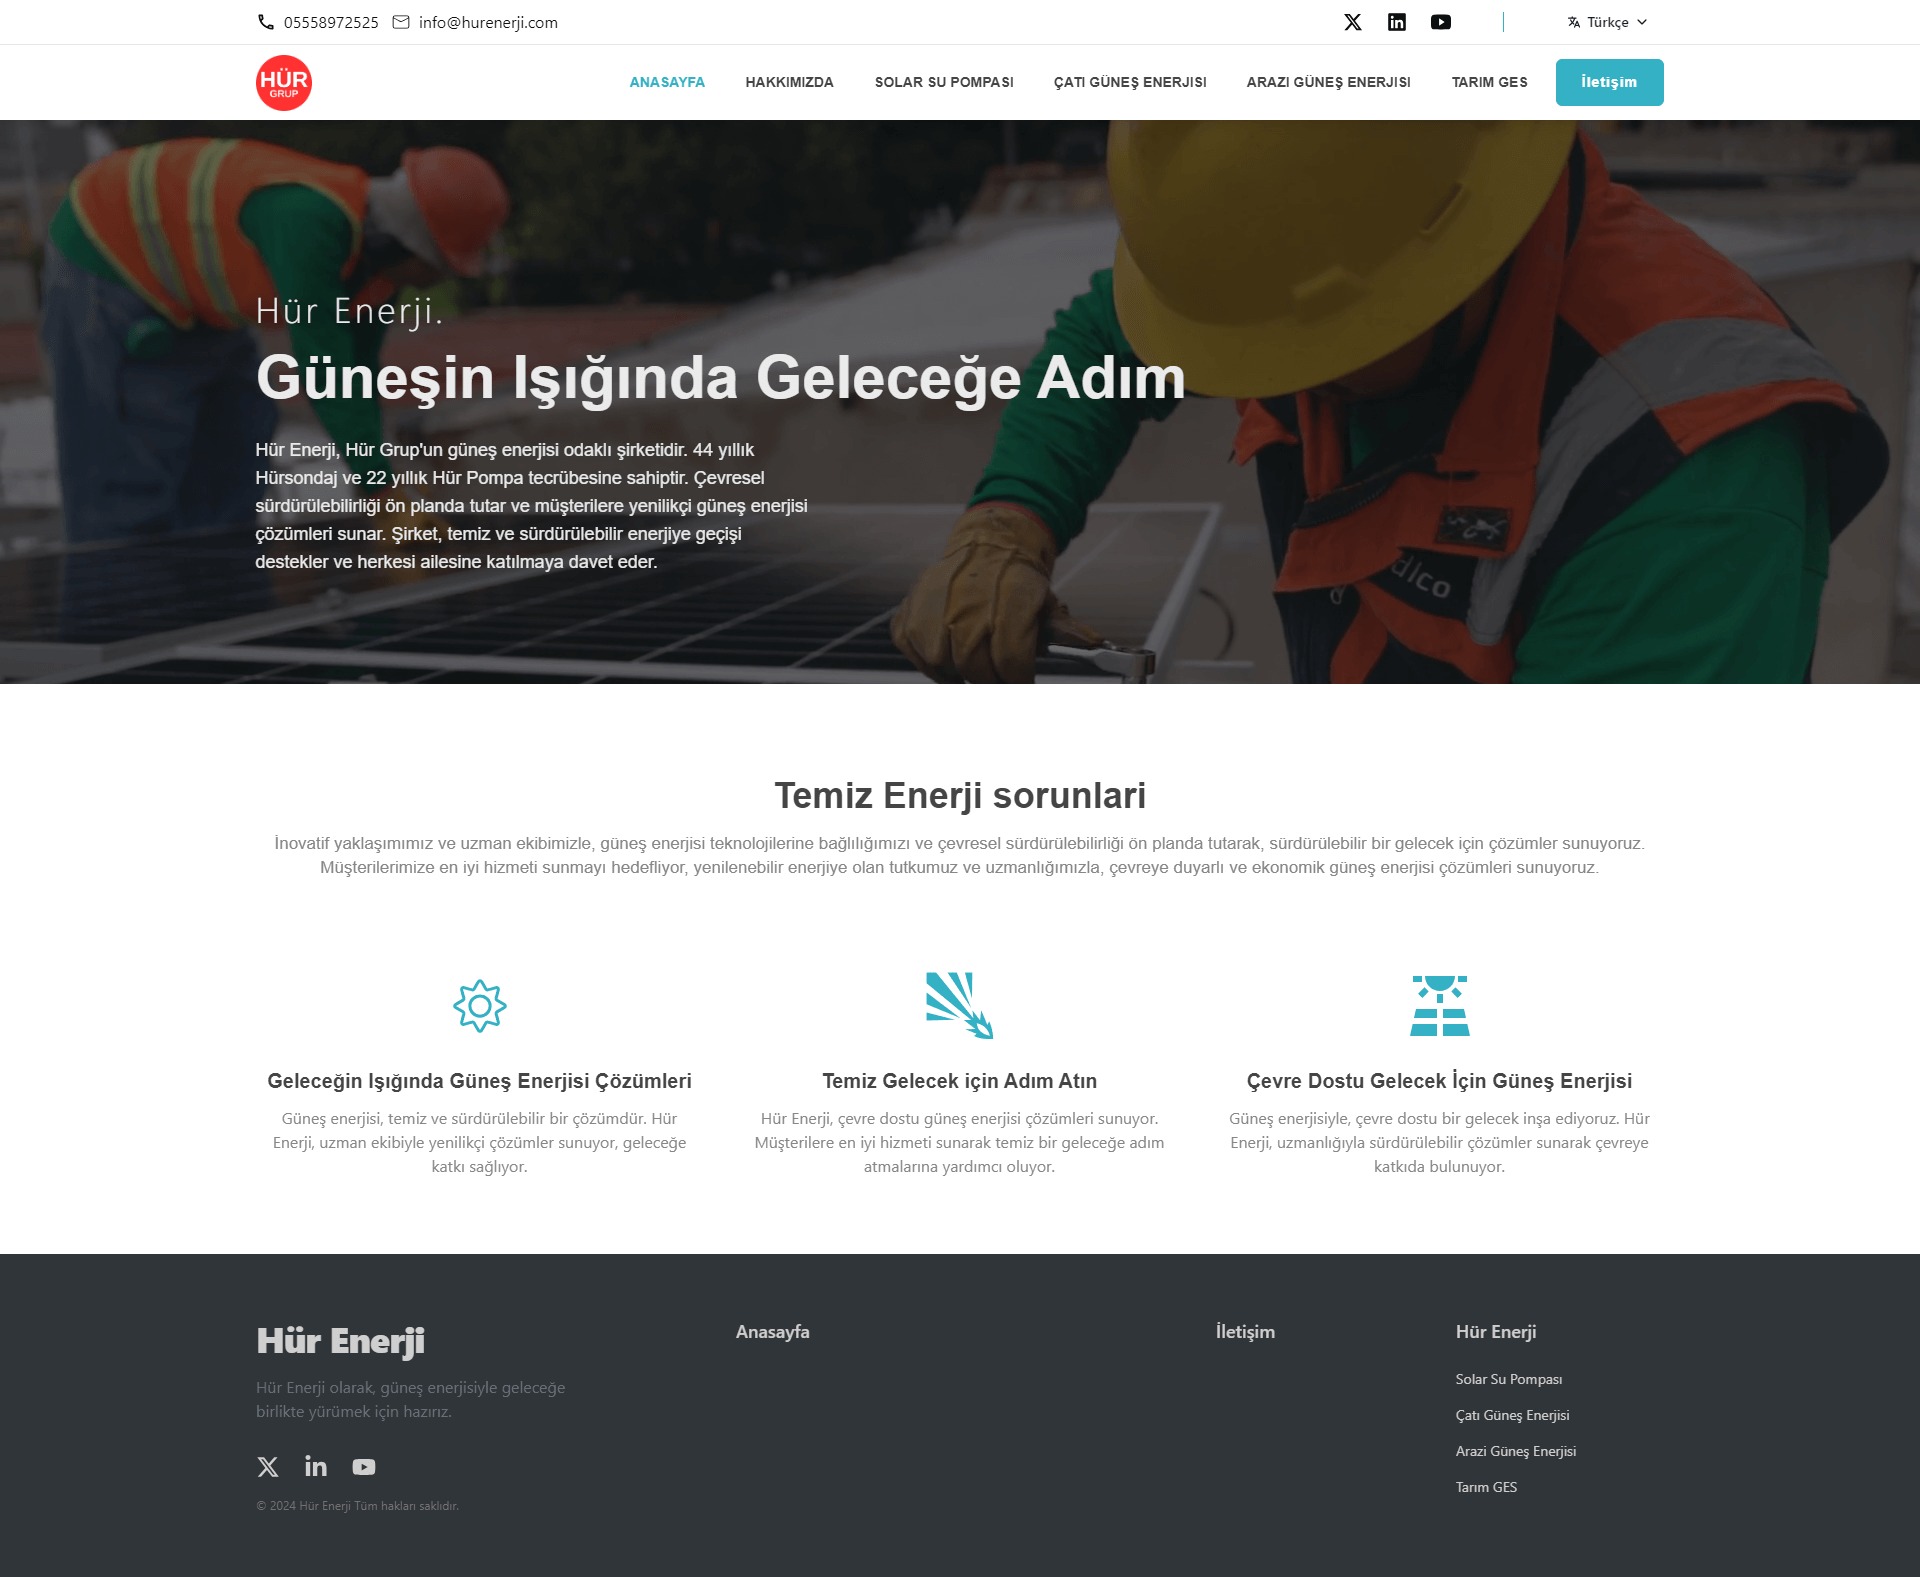 05558972525 info@hurenerji.com
Türkçe
HÜR
GRUP
ANASAYFA HAKKIMIZDA SOLAR SU POMPASI ÇATI GÜNEŞ ENERJISI ARAZI GÜNEŞ ENERJISI TARIM GES İletişim
Hür Enerji.
Güneşin Işığında Geleceğe Adım
Hür Enerji, Hür Grup'un güneş enerjisi odaklı şirketidir. 44 yıllık
Hürsondaj ve 22 yıllık Hür Pompa tecrübesine sahiptir. Çevresel
sürdürülebilirliği ön planda tutar ve müşterilere yenilikçi güneş enerjisi
çözümleri sunar. Şirket, temiz ve sürdürülebilir enerjiye geçişi
destekler ve herkesi ailesine katılmaya davet eder.
Temiz Enerji sorunlari
İnovatif yaklaşımımız ve uzman ekibimizle, güneş enerjisi teknolojilerine bağlılığımızı ve çevresel sürdürülebilirliği ön planda tutarak, sürdürülebilir bir gelecek için çözümler sunuyoruz.
Müşterilerimize en iyi hizmeti sunmayı hedefliyor, yenilenebilir enerjiye olan tutkumuz ve uzmanlığımızla, çevreye duyarlı ve ekonomik güneş enerjisi çözümleri sunuyoruz.
Geleceğin Işığında Güneş Enerjisi Çözümleri
Güneş enerjisi, temiz ve sürdürülebilir bir çözümdür. Hür
Enerji, uzman ekibiyle yenilikçi çözümler sunuyor, geleceğe
katkı sağlıyor.
Temiz Gelecek için Adım Atın
Hür Enerji, çevre dostu güneş enerjisi çözümleri sunuyor.
Müşterilere en iyi hizmeti sunarak temiz bir geleceğe adım
atmalarına yardımcı oluyor.
Çevre Dostu Gelecek İçin Güneş Enerjisi
Güneş enerjisiyle, çevre dostu bir gelecek inşa ediyoruz. Hür
Enerji, uzmanlığıyla sürdürülebilir çözümler sunarak çevreye
katkıda bulunuyor.
Hür Enerji
Hür Enerji olarak, güneş enerjisiyle geleceğe
birlikte yürümek için hazırız.
© 2024 Hür Enerji Tüm hakları saklıdır.
Anasayfa
İletişim
Hür Enerji
Solar Su Pompası
Çatı Güneş Enerjisi
Arazi Güneş Enerjisi
Tarım GES